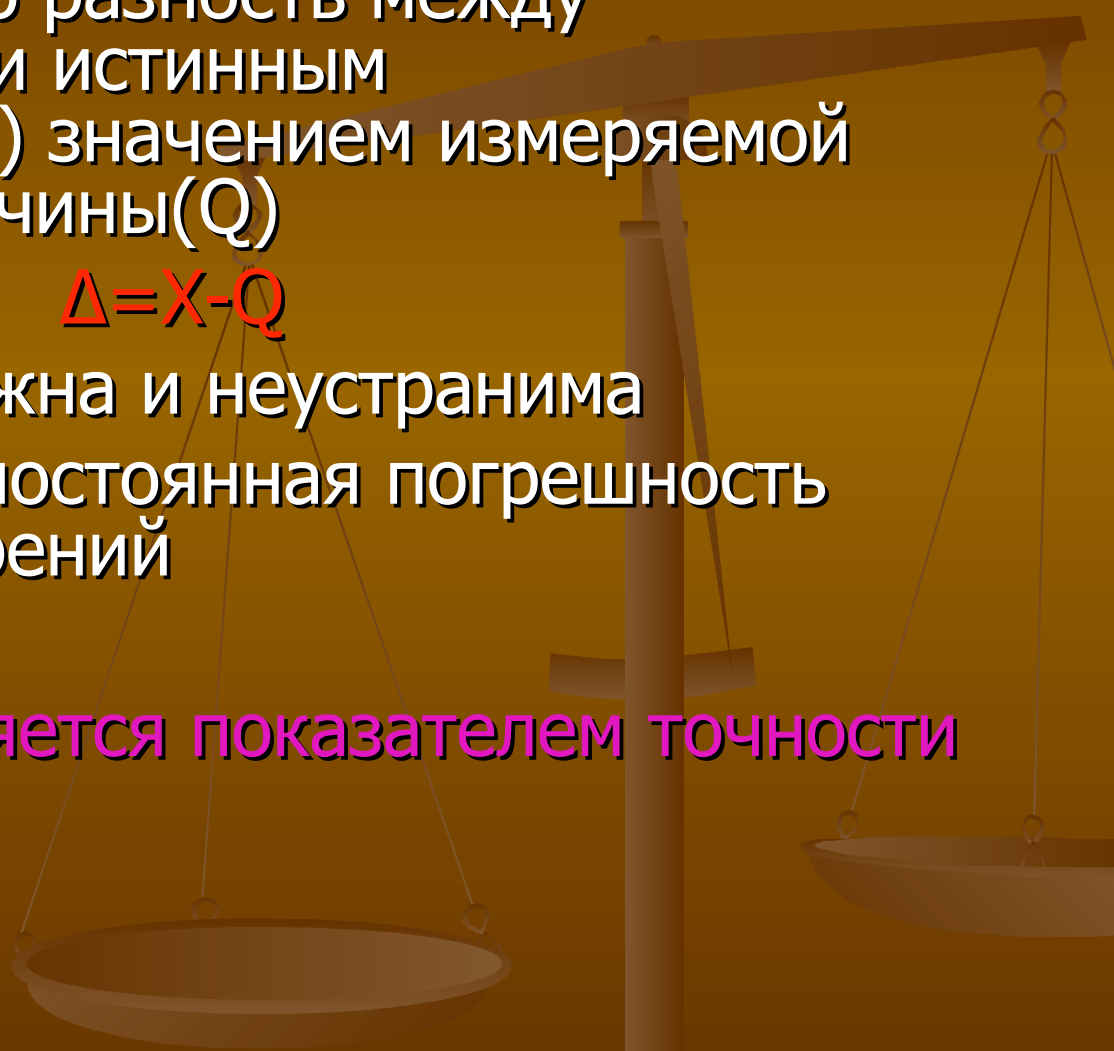 разность между
и истинным
) значением измеряемой
чины(Q)
Δ=X-Q
жна и неустранима
постоянная погрешность
рений
яется показателем точности